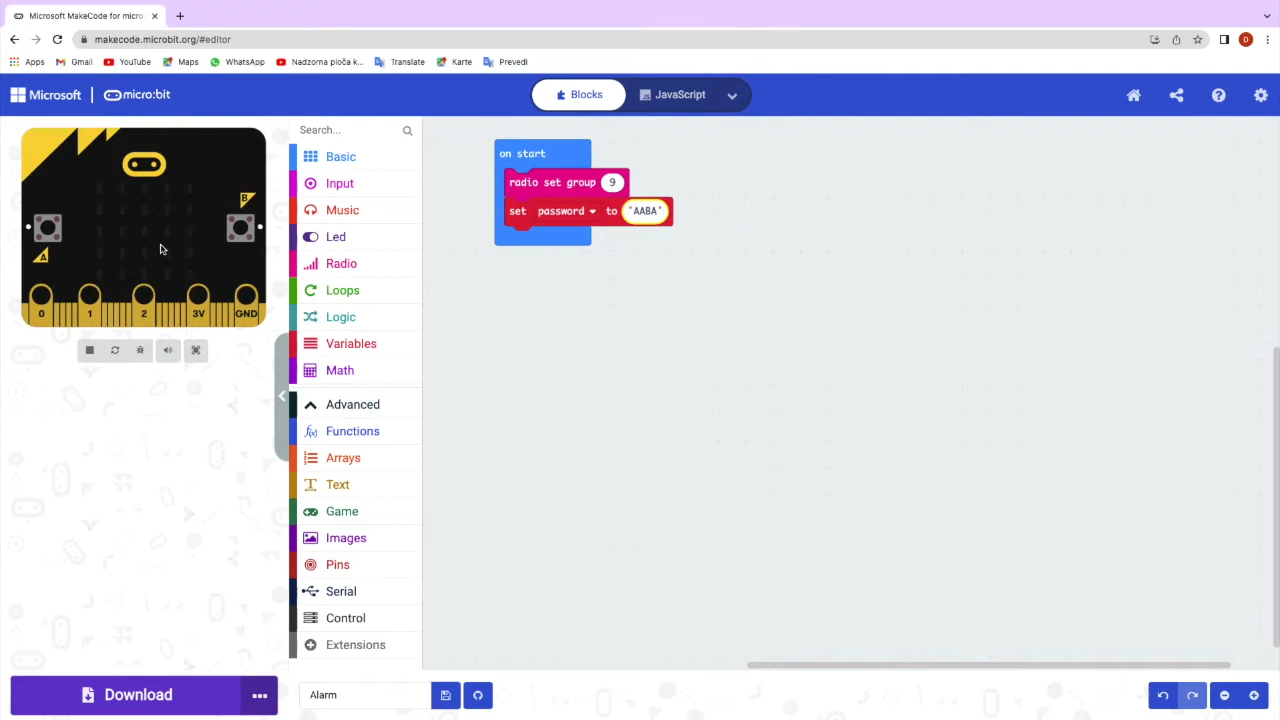 Microsoft MakeCode for micro:
makecode.microbit.org/#editor
D
Apps
Gmail
YouTube
Maps
WhatsApp
Nadzorna ploča k...
Translate
Karte
Prevedi
Microsoft
micro:bit
Blocks
JavaScript
Search...
Basic
Input
Music
Led
Radio
Loops
Logic
Variables
Math
Advanced
Functions
Arrays
Text
Game
Images
Pins
Serial
Control
Extensions
on start
radio set group 9
set password to "AABA"
B
A
0 1 2 3V GND
Download
Alarm